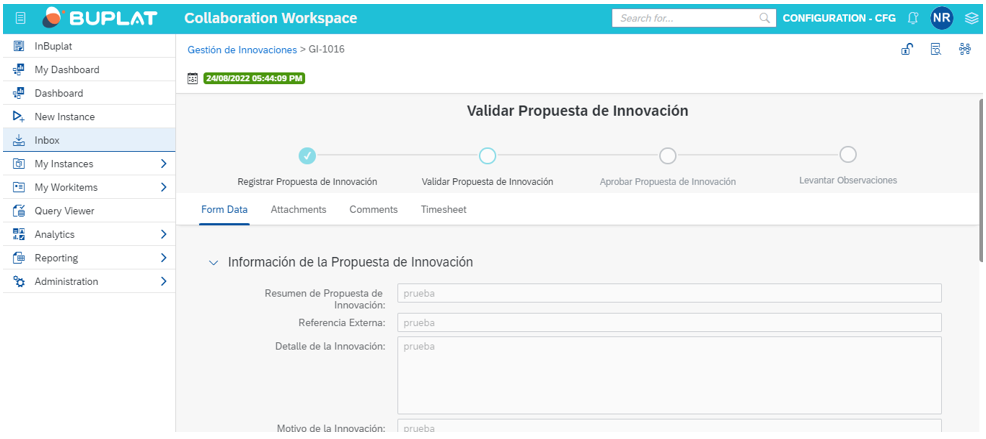 BUPLAT Collaboration Workspace Search for... CONFIGURATION - CFG NR
InBuplat
My Dashboard
Dashboard
New Instance
Inbox
My Instances
My Workitems
Query Viewer
Analytics
Reporting
Administration
Gestión de Innovaciones > GI-1016
24/08/2022 05:44:09 PM
Validar Propuesta de Innovación
Registrar Propuesta de Innovación Validar Propuesta de Innovación Aprobar Propuesta de Innovación Levantar Observaciones
Form Data Attachments Comments Timesheet
Información de la Propuesta de Innovación
Resumen de Propuesta de
Innovación:
prueba
Referencia Externa: prueba
Detalle de la Innovación: prueba
Motivo de la Innovación: prueba